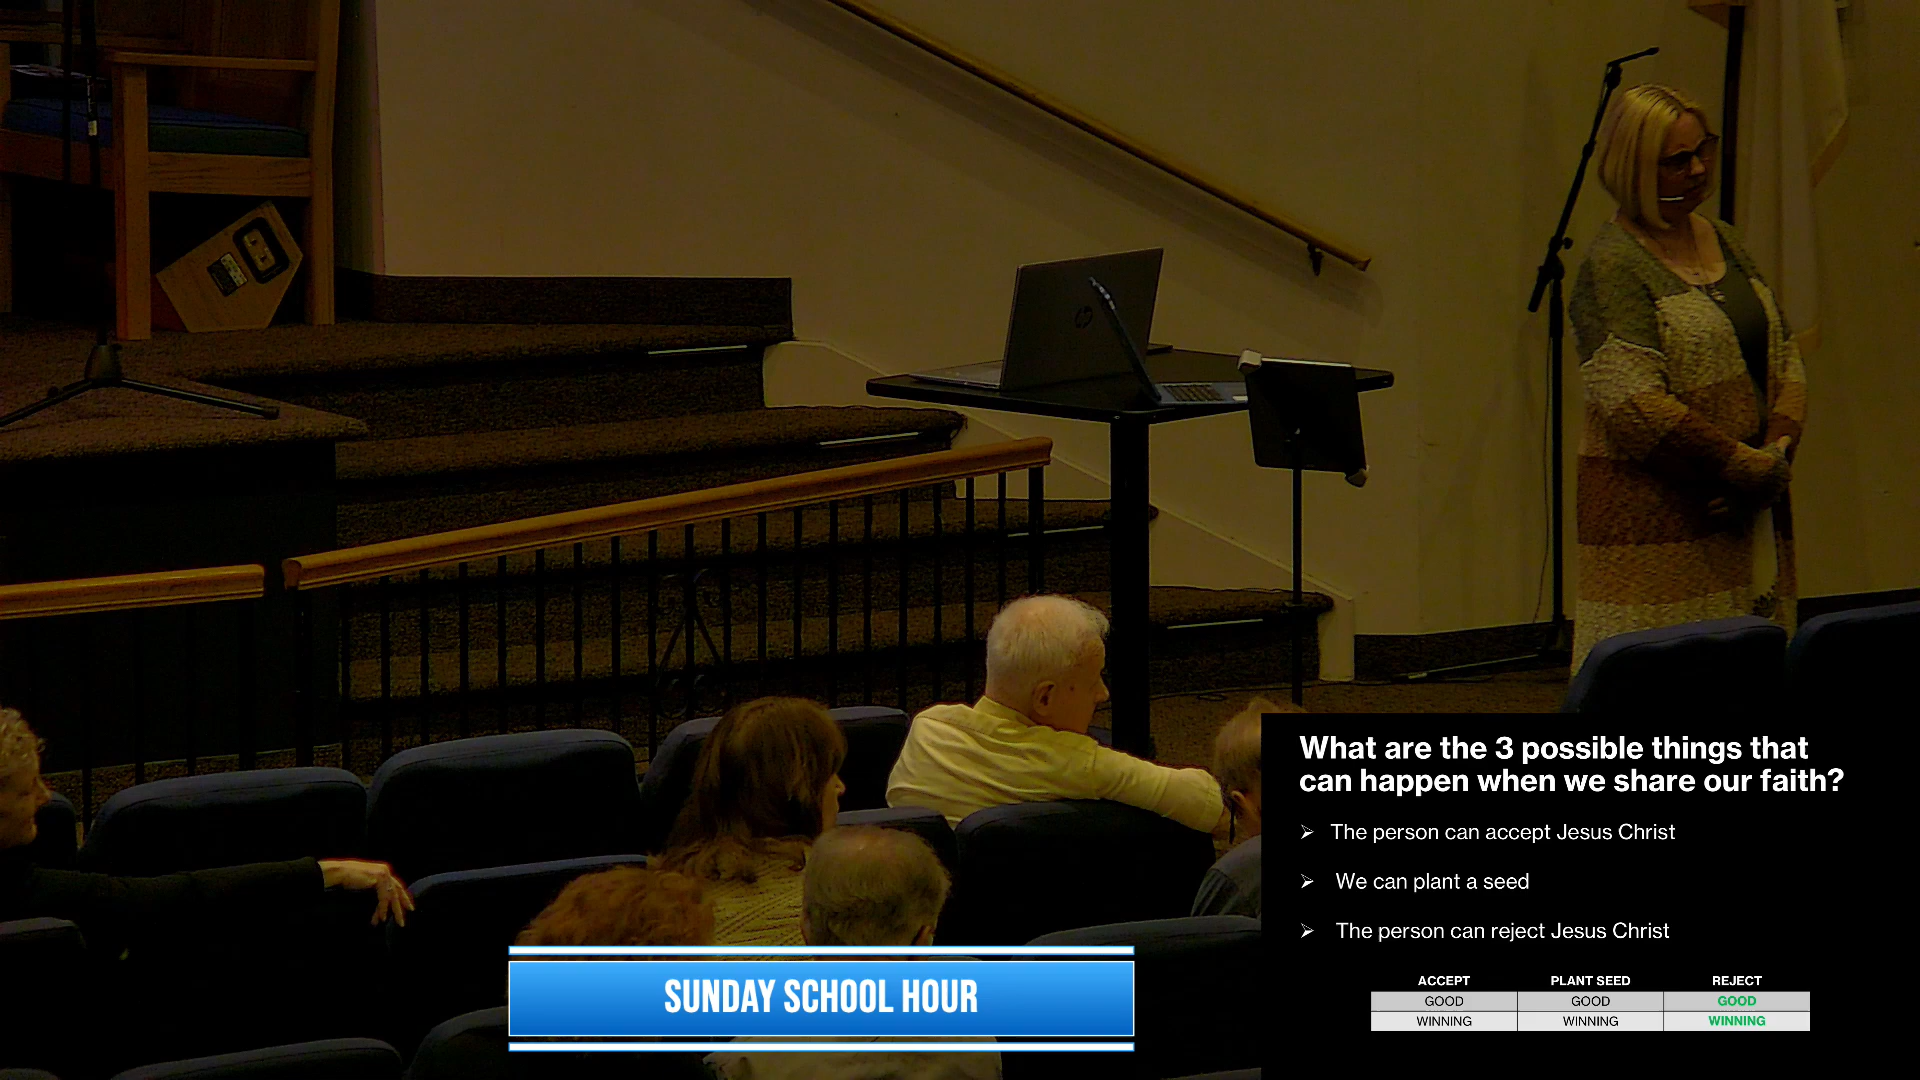 What are the 3 possible things that
can happen when we share our faith?
➢ The person can accept Jesus Christ
➢ We can plant a seed
➢ The person can reject Jesus Christ
ACCEPT PLANT SEED REJECT
GOOD GOOD GOOD
WINNING WINNING WINNING
SUNDAY SCHOOL HOUR
hp